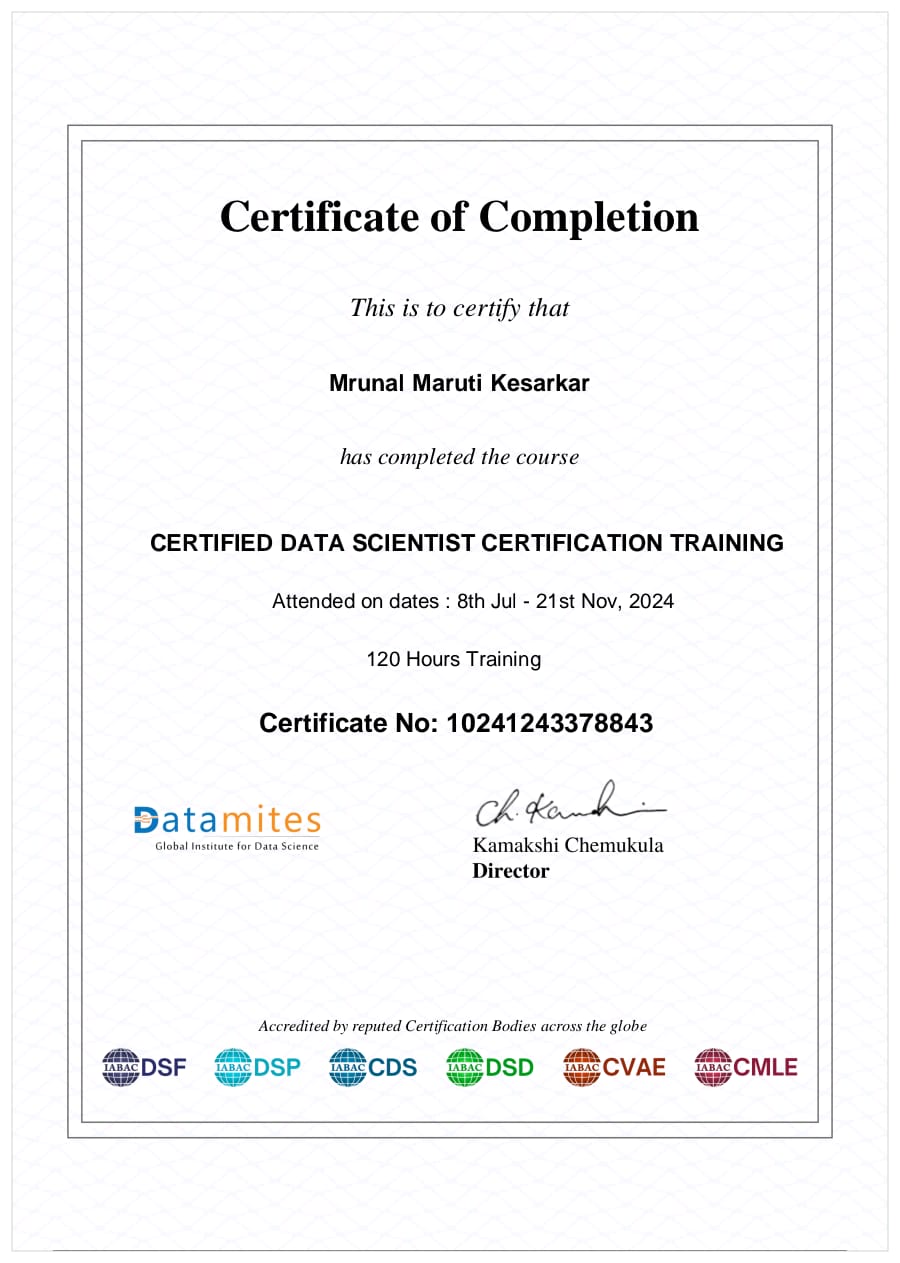 Certificate of Completion
This is to certify that
Mrunal Maruti Kesarkar
has completed the course
CERTIFIED DATA SCIENTIST CERTIFICATION TRAINING
Attended on dates : 8th Jul - 21st Nov, 2024
120 Hours Training
Certificate No: 10241243378843
Datamites
Global Institute for Data Science
Ch. Kamakshi
Kamakshi Chemukula
Director
Accredited by reputed Certification Bodies across the globe
IABAC DSF IABAC DSP IABAC CDS IABAC DSD IABAC CVAE IABAC CMLE